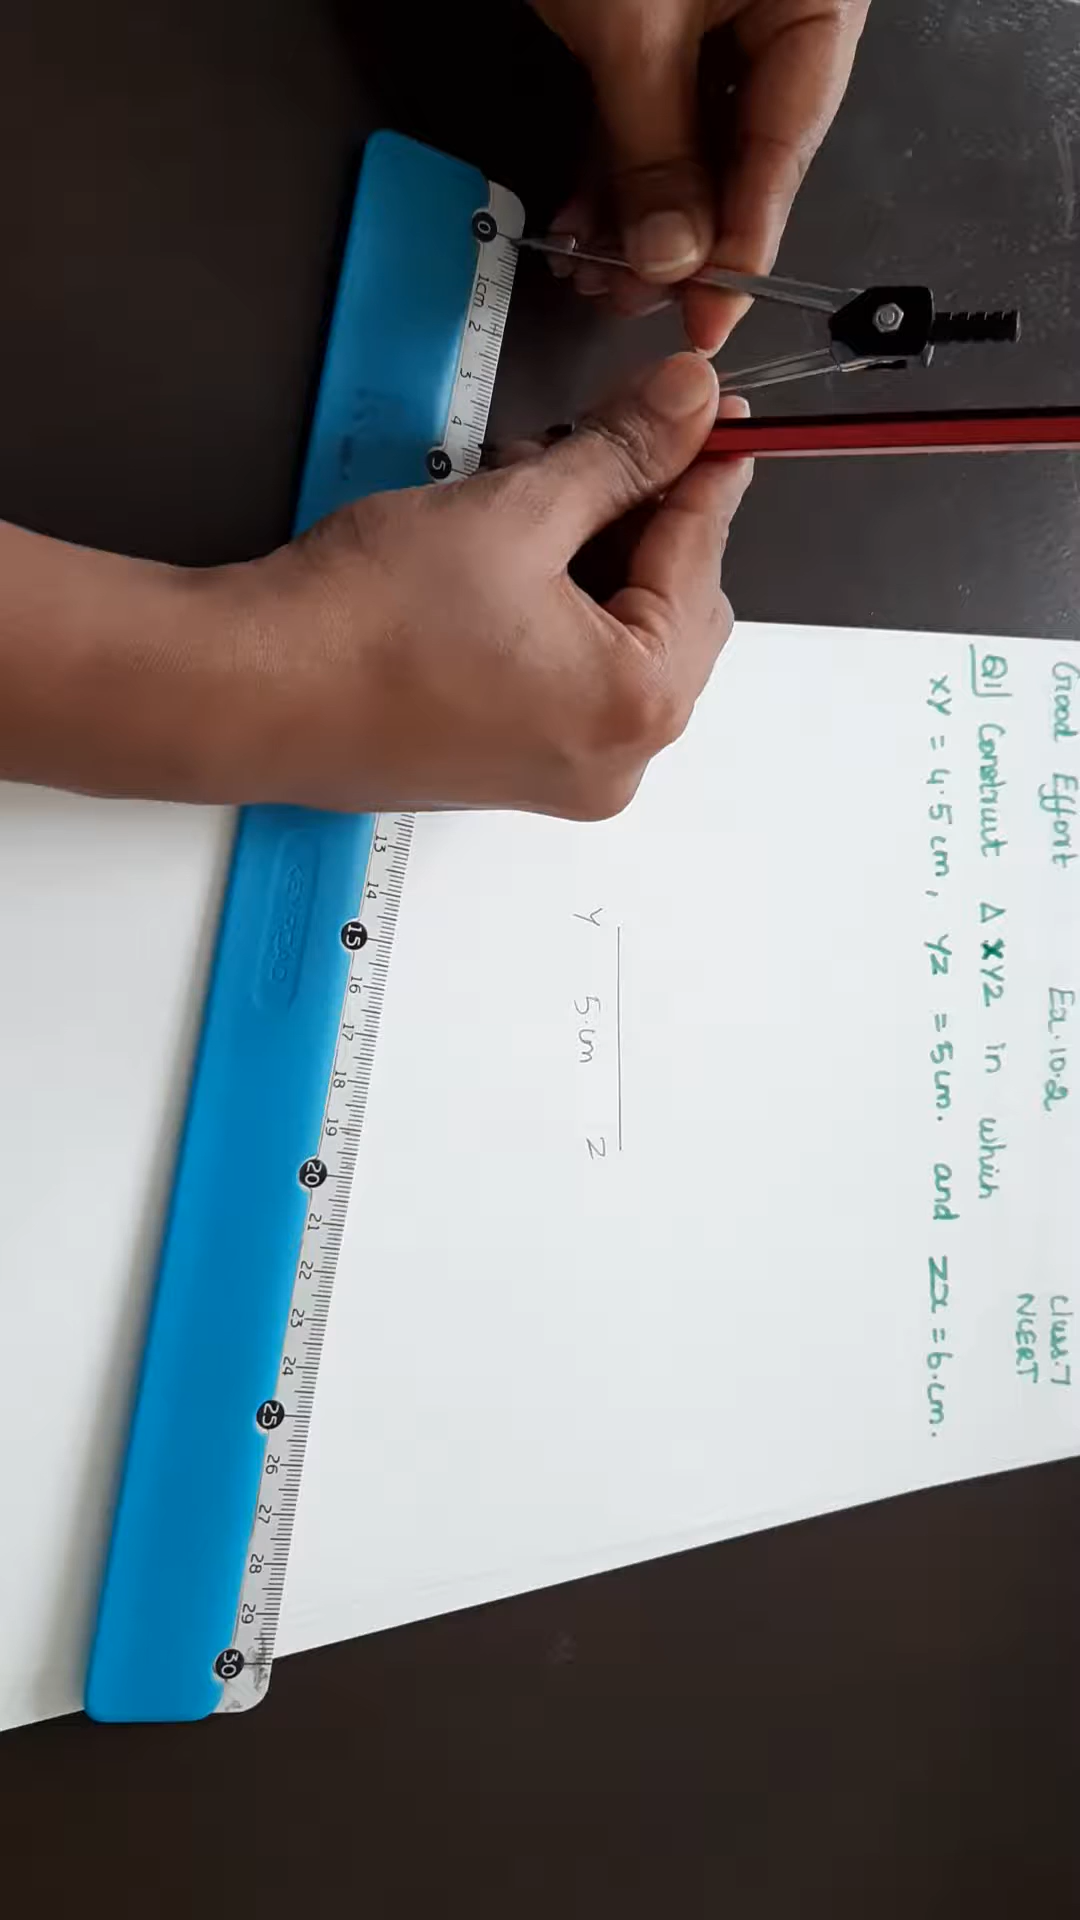 Good Effort Ex.10.2 Class.7
NCERT
Q1 Construct Δ XYZ in which
XY = 4.5 cm, YZ = 5 cm. and ZX = 6.cm.
Y 5.cm Z
0 1cm 2 3 4 5 13 14 15 16 17 18 19 20 21 22 23 24 25 26 27 28 29 30